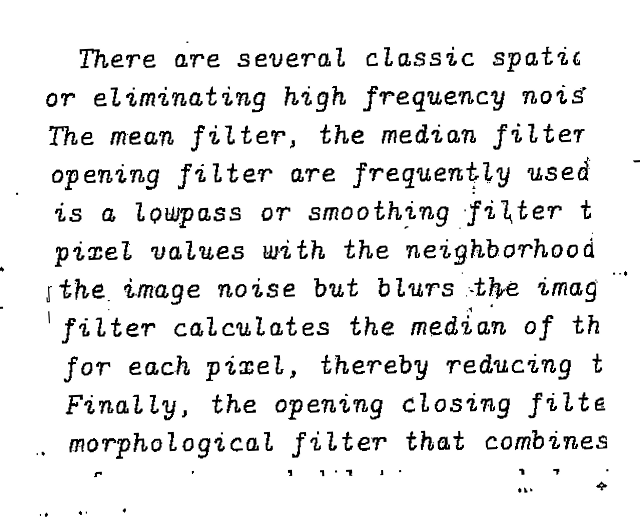 There are several classic spatic
or eliminating high frequency nois
The mean filter, the median filter
opening filter are frequently used
is a lowpass or smoothing filter t
pixel values with the neighborhood
the image noise but blurs the imag
filter calculates the median of th
for each pixel, thereby reducing t
Finally, the opening closing filte
morphological filter that combines